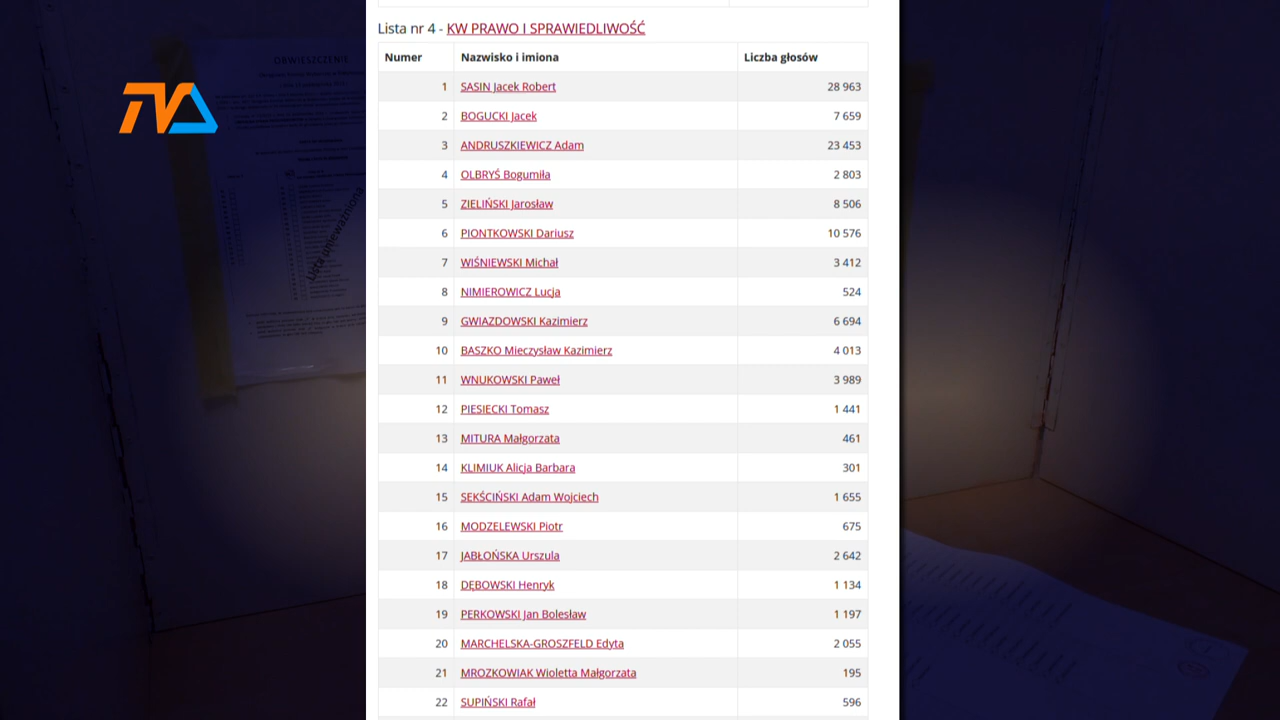 Lista nr 4 - KW PRAWO I SPRAWIEDLIWOŚĆ
Numer Nazwisko i imiona Liczba głosów
1 SASIN Jacek Robert 28 963
2 BOGUCKI Jacek 7 659
3 ANDRUSZKIEWICZ Adam 23 453
4 OLBRYŚ Bogumiła 2 803
5 ZIELIŃSKI Jarosław 8 506
6 PIONTKOWSKI Dariusz 10 576
7 WIŚNIEWSKI Michał 3 412
8 NIMIEROWICZ Lucja 524
9 GWIAZDOWSKI Kazimierz 6 694
10 BASZKO Mieczysław Kazimierz 4 013
11 WNUKOWSKI Paweł 3 989
12 PIESIECKI Tomasz 1 441
13 MITURA Małgorzata 461
14 KLIMIUK Alicja Barbara 301
15 SEKŚCIŃSKI Adam Wojciech 1 655
16 MODZELEWSKI Piotr 675
17 JABŁOŃSKA Urszula 2 642
18 DĘBOWSKI Henryk 1 134
19 PERKOWSKI Jan Bolesław 1 197
20 MARCHELSKA-GROSZFELD Edyta 2 055
21 MROZKOWIAK Wioletta Małgorzata 195
22 SUPIŃSKI Rafał 596
OBWIESZCZENIE
Lista unieważniona